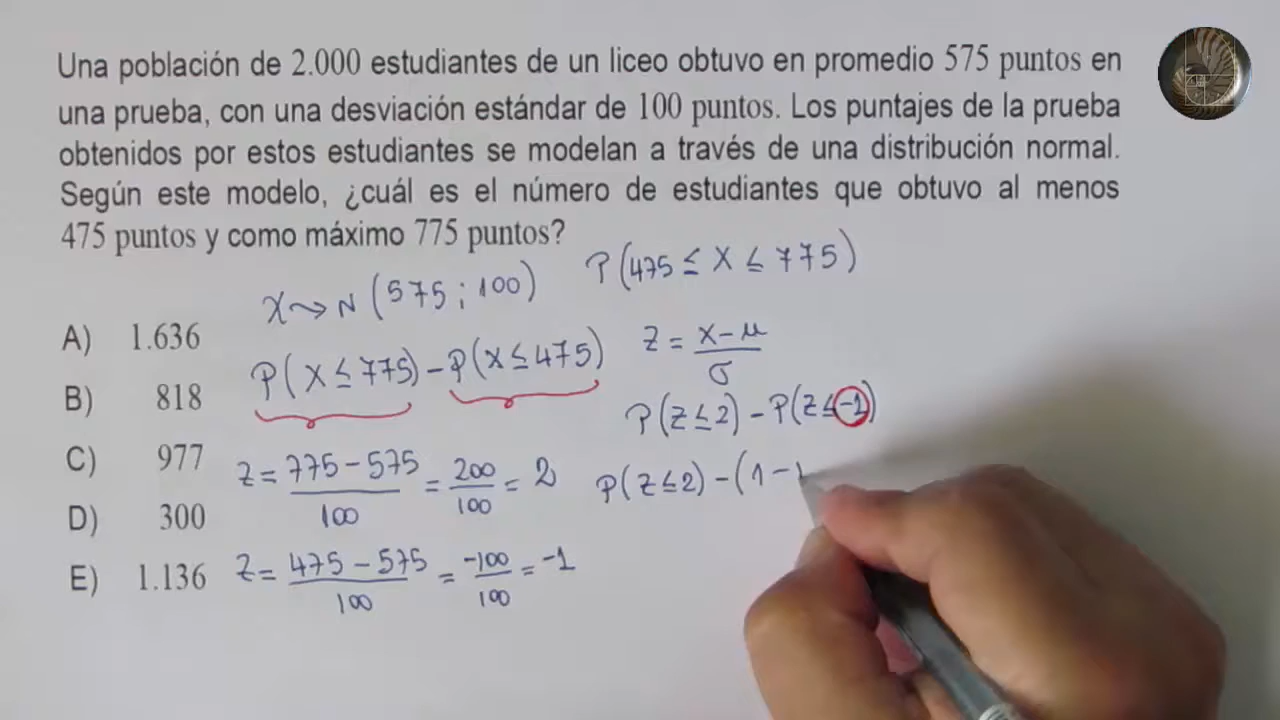 Una población de 2.000 estudiantes de un liceo obtuvo en promedio 575 puntos en
una prueba, con una desviación estándar de 100 puntos. Los puntajes de la prueba
obtenidos por estos estudiantes se modelan a través de una distribución normal.
Según este modelo, ¿cuál es el número de estudiantes que obtuvo al menos
475 puntos y como máximo 775 puntos?
P(475 ≤ X ≤ 775)
X ⤳ N (575 ; 100)
A) 1.636
P(X ≤ 775) - P(X ≤ 475)
Z = X - μ / σ
B) 818
P(Z ≤ 2) - P(Z ≤ -1)
C) 977
Z = 775 - 575 / 100 = 200 / 100 = 2
P(Z ≤ 2) - (1 -
D) 300
E) 1.136
Z = 475 - 575 / 100 = -100 / 100 = -1